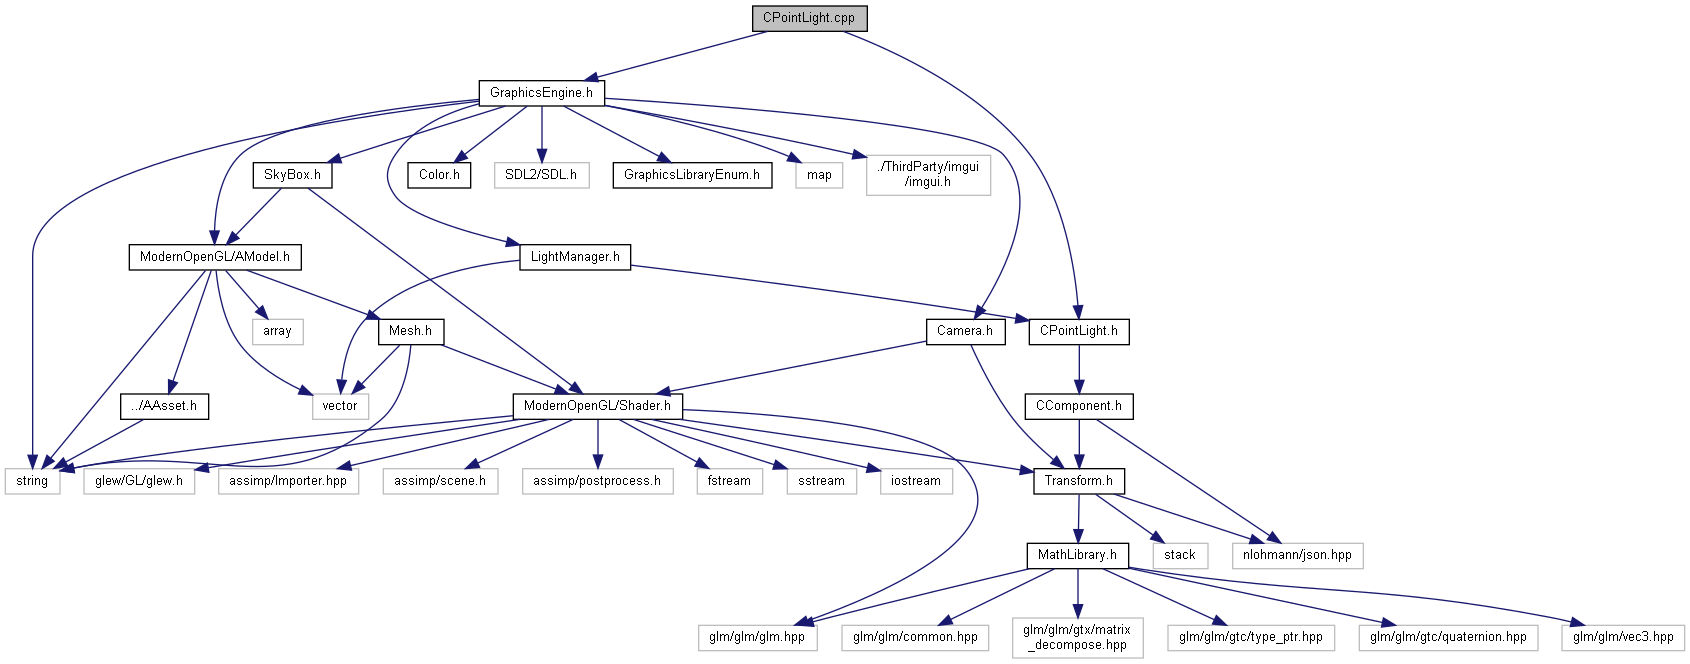 CPointLight.cpp
GraphicsEngine.h
SkyBox.h
Color.h
SDL2/SDL.h
GraphicsLibraryEnum.h
map
./ThirdParty/imgui
/imgui.h
ModernOpenGL/AModel.h
LightManager.h
array
Mesh.h
Camera.h
CPointLight.h
../AAsset.h
vector
ModernOpenGL/Shader.h
CComponent.h
string
glew/GL/glew.h
assimp/Importer.hpp
assimp/scene.h
assimp/postprocess.h
fstream
sstream
iostream
Transform.h
MathLibrary.h
stack
nlohmann/json.hpp
glm/glm/glm.hpp
glm/glm/common.hpp
glm/glm/gtx/matrix
_decompose.hpp
glm/glm/gtc/type_ptr.hpp
glm/glm/gtc/quaternion.hpp
glm/glm/vec3.hpp